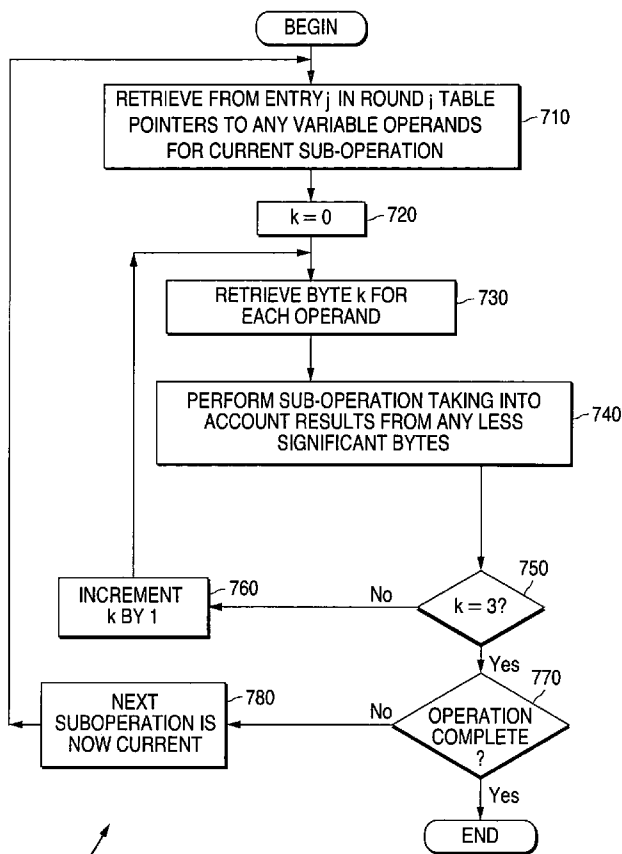 BEGIN
RETRIEVE FROM ENTRY j IN ROUND i TABLE
POINTERS TO ANY VARIABLE OPERANDS
FOR CURRENT SUB-OPERATION
710
k = 0
720
RETRIEVE BYTE k FOR
EACH OPERAND
730
PERFORM SUB-OPERATION TAKING INTO
ACCOUNT RESULTS FROM ANY LESS
SIGNIFICANT BYTES
740
750
k = 3?
No
Yes
INCREMENT
k BY 1
760
770
OPERATION
COMPLETE
?
No
Yes
NEXT
SUBOPERATION IS
NOW CURRENT
780
END